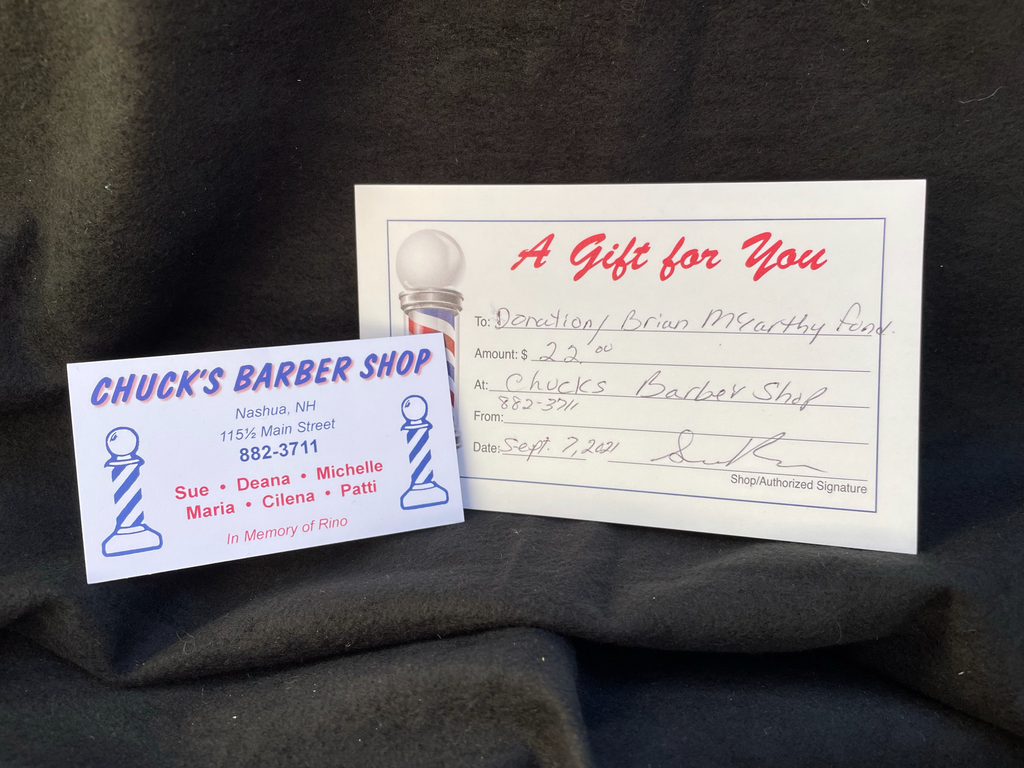 CHUCK'S BARBER SHOP
Nashua, NH
115½ Main Street
882-3711
Sue • Deana • Michelle
Maria • Cilena • Patti
In Memory of Rino
A Gift for You
To: Donation/ Brian McCarthy fund.
Amount: $ 22.00
At: Chucks Barber Shop
882-3711
From:
Date: Sept. 7, 2021
Shop/Authorized Signature